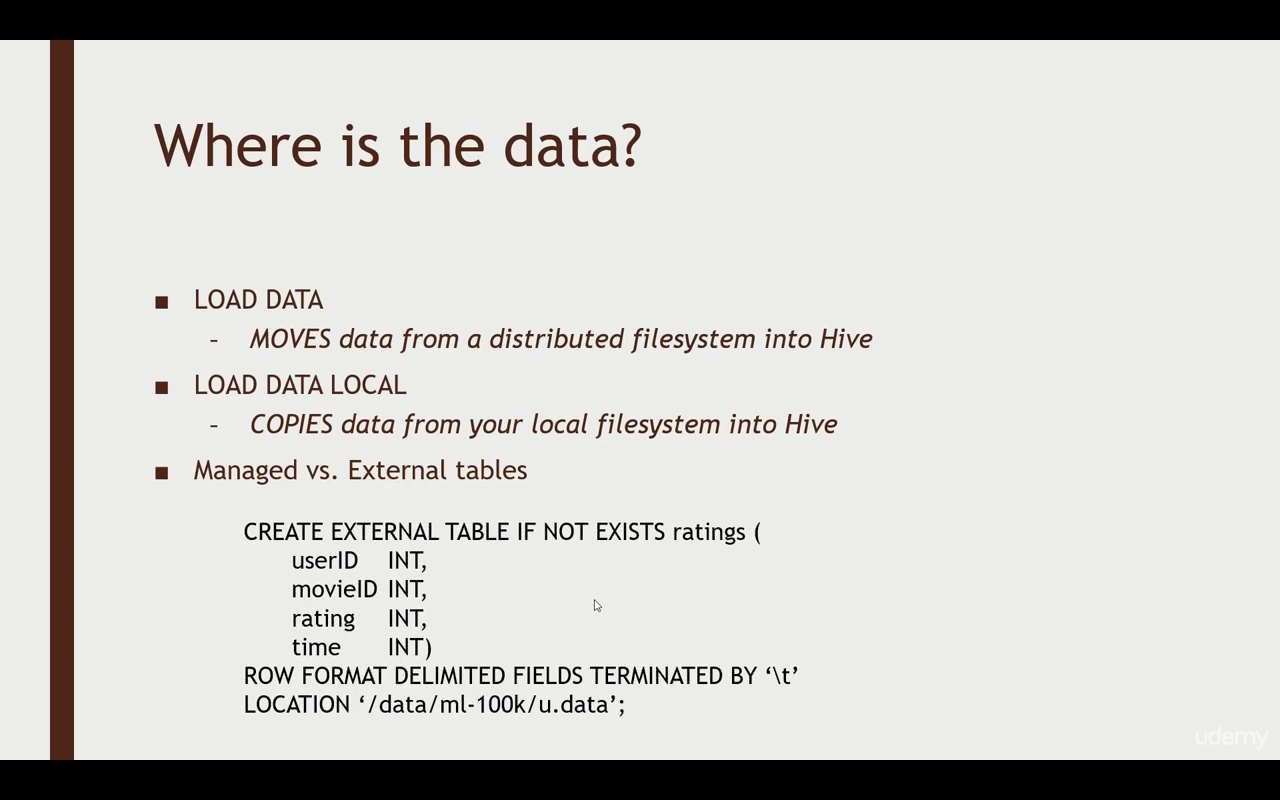 Where is the data?
■ LOAD DATA
– MOVES data from a distributed filesystem into Hive
■ LOAD DATA LOCAL
– COPIES data from your local filesystem into Hive
■ Managed vs. External tables
CREATE EXTERNAL TABLE IF NOT EXISTS ratings (
userID INT,
movieID INT,
rating INT,
time INT)
ROW FORMAT DELIMITED FIELDS TERMINATED BY ‘\t’
LOCATION ‘/data/ml-100k/u.data’;
udemy